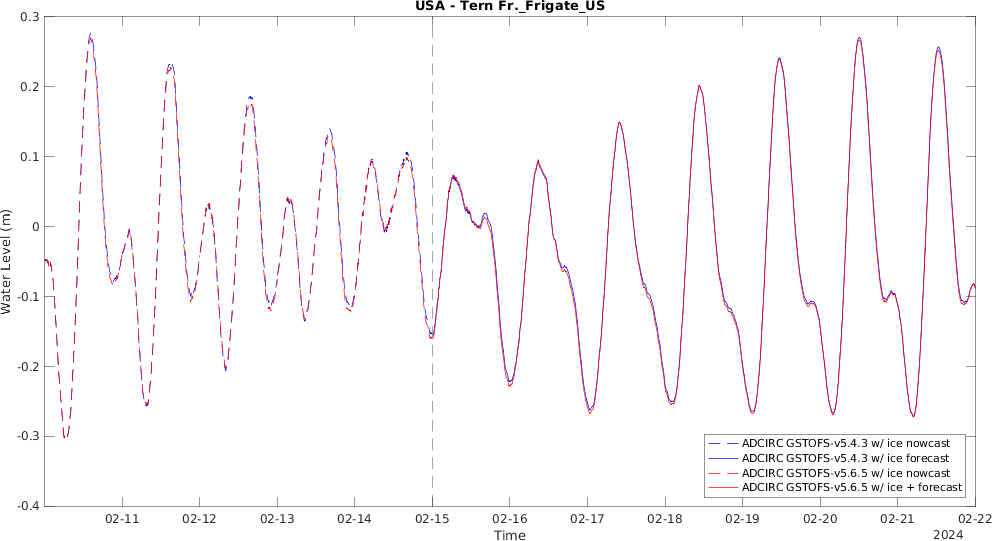 USA - Tern Fr._Frigate_US
0.3
0.2
0.1
0
-0.1
-0.2
-0.3
-0.4
Water Level (m)
02-11 02-12 02-13 02-14 02-15 02-16 02-17 02-18 02-19 02-20 02-21 02-22
Time
2024
ADCIRC GSTOFS-v5.4.3 w/ ice nowcast
ADCIRC GSTOFS-v5.4.3 w/ ice forecast
ADCIRC GSTOFS-v5.6.5 w/ ice nowcast
ADCIRC GSTOFS-v5.6.5 w/ ice + forecast